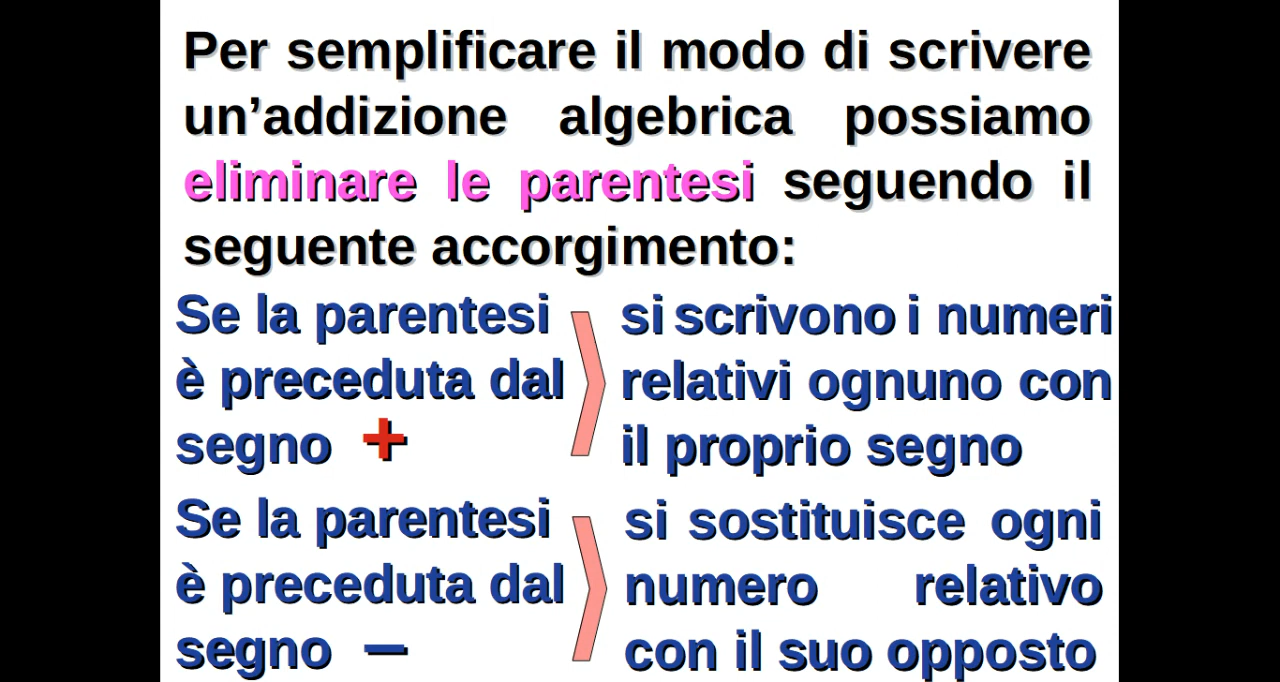 Per semplificare il modo di scrivere
un’addizione algebrica possiamo
eliminare le parentesi seguendo il
seguente accorgimento:
Se la parentesi
è preceduta dal
segno +
si scrivono i numeri
relativi ognuno con
il proprio segno
Se la parentesi
è preceduta dal
segno –
si sostituisce ogni
numero relativo
con il suo opposto